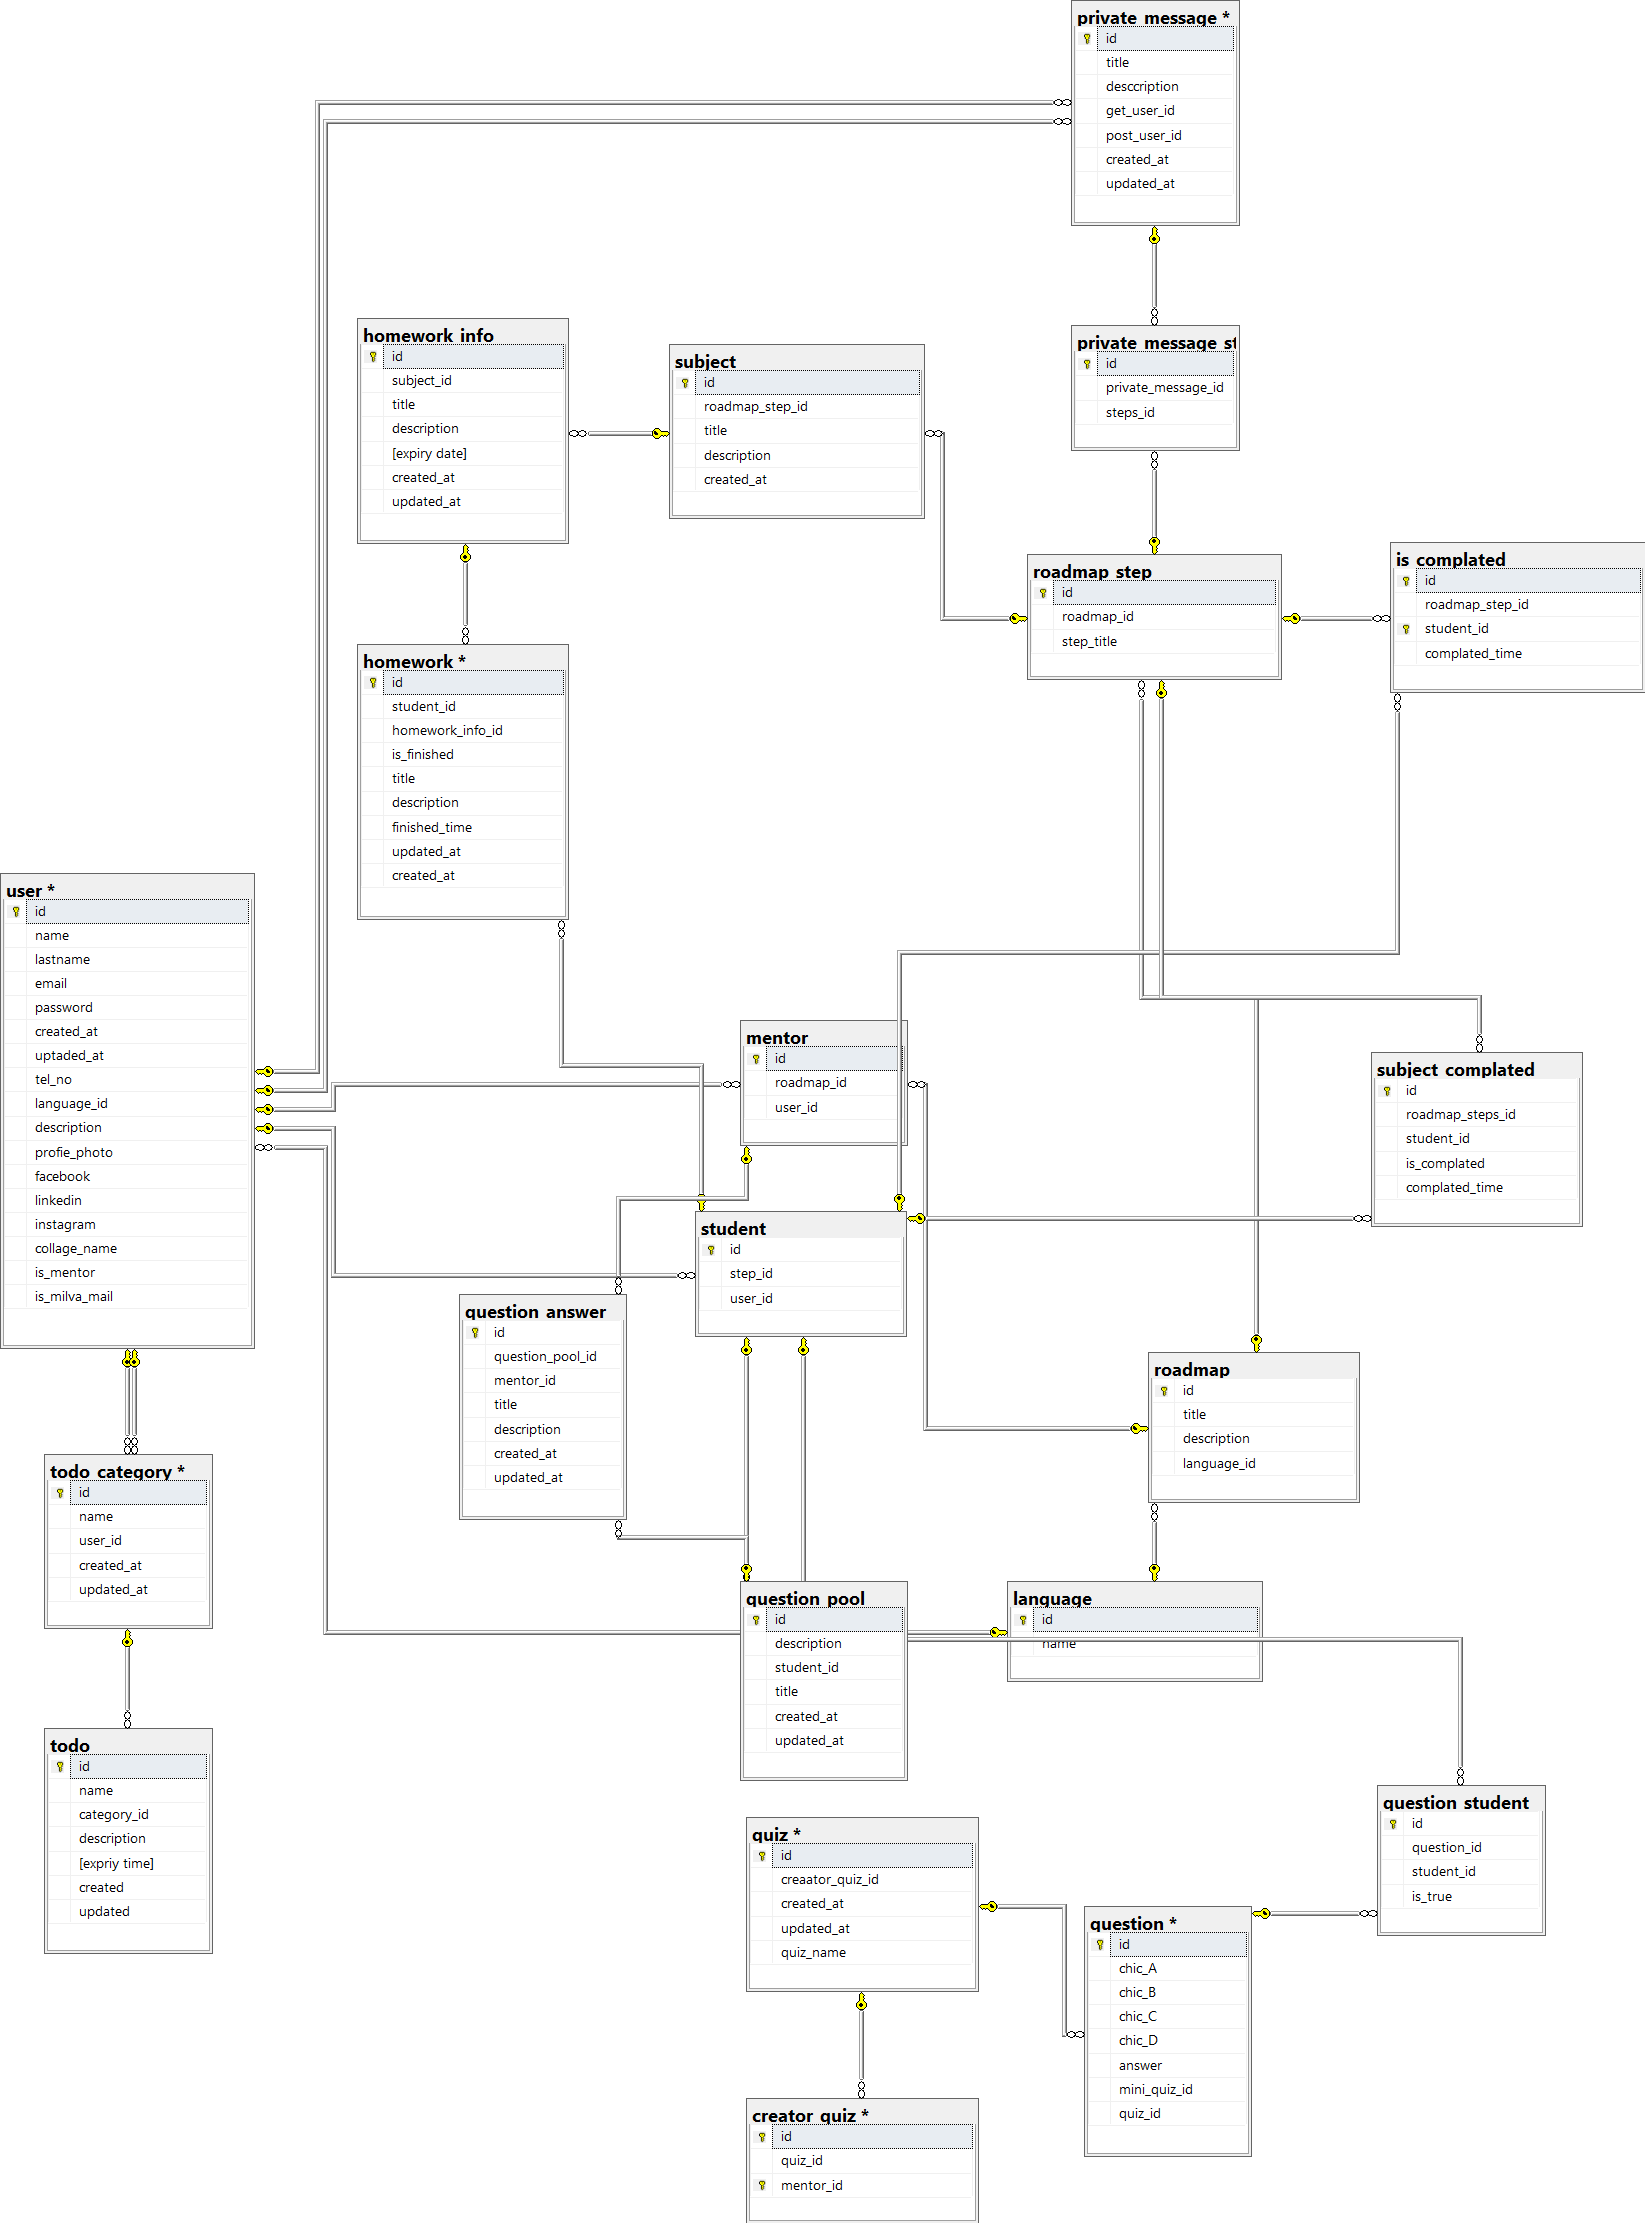 private_message *
id
title
desccription
get_user_id
post_user_id
created_at
updated_at
homework_info
id
subject_id
title
description
[expiry date]
created_at
updated_at
subject
id
roadmap_step_id
title
description
created_at
private_message_st
id
private_message_id
steps_id
roadmap_step
id
roadmap_id
step_title
is_complated
id
roadmap_step_id
student_id
complated_time
homework *
id
student_id
homework_info_id
is_finished
title
description
finished_time
updated_at
created_at
user *
id
name
lastname
email
password
created_at
uptaded_at
tel_no
language_id
description
profie_photo
facebook
linkedin
instagram
collage_name
is_mentor
is_milva_mail
mentor
id
roadmap_id
user_id
subject_complated
id
roadmap_steps_id
student_id
is_complated
complated_time
student
id
step_id
user_id
question_answer
id
question_pool_id
mentor_id
title
description
created_at
updated_at
roadmap
id
title
description
language_id
todo_category *
id
name
user_id
created_at
updated_at
question_pool
id
description
student_id
title
created_at
updated_at
language
id
name
todo
id
name
category_id
description
[expriy time]
created
updated
question_student
id
question_id
student_id
is_true
quiz *
id
creaator_quiz_id
created_at
updated_at
quiz_name
question *
id
chic_A
chic_B
chic_C
chic_D
answer
mini_quiz_id
quiz_id
creator_quiz *
id
quiz_id
mentor_id